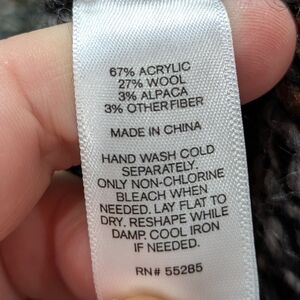 67% ACRYLIC
27% WOOL
3% ALPACA
3% OTHER FIBER
MADE IN CHINA
HAND WASH COLD
SEPARATELY.
ONLY NON-CHLORINE
BLEACH WHEN
NEEDED. LAY FLAT TO
DRY. RESHAPE WHILE
DAMP. COOL IRON
IF NEEDED.
RN# 55285